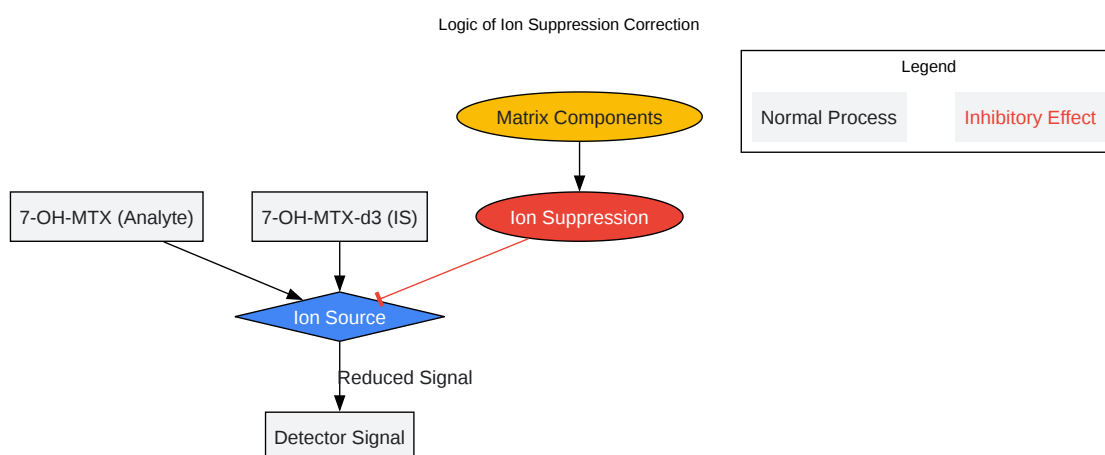 Logic of Ion Suppression Correction
Legend
Normal Process
Inhibitory Effect
Matrix Components
7-OH-MTX (Analyte)
7-OH-MTX-d3 (IS)
Ion Suppression
Ion Source
Reduced Signal
Detector Signal